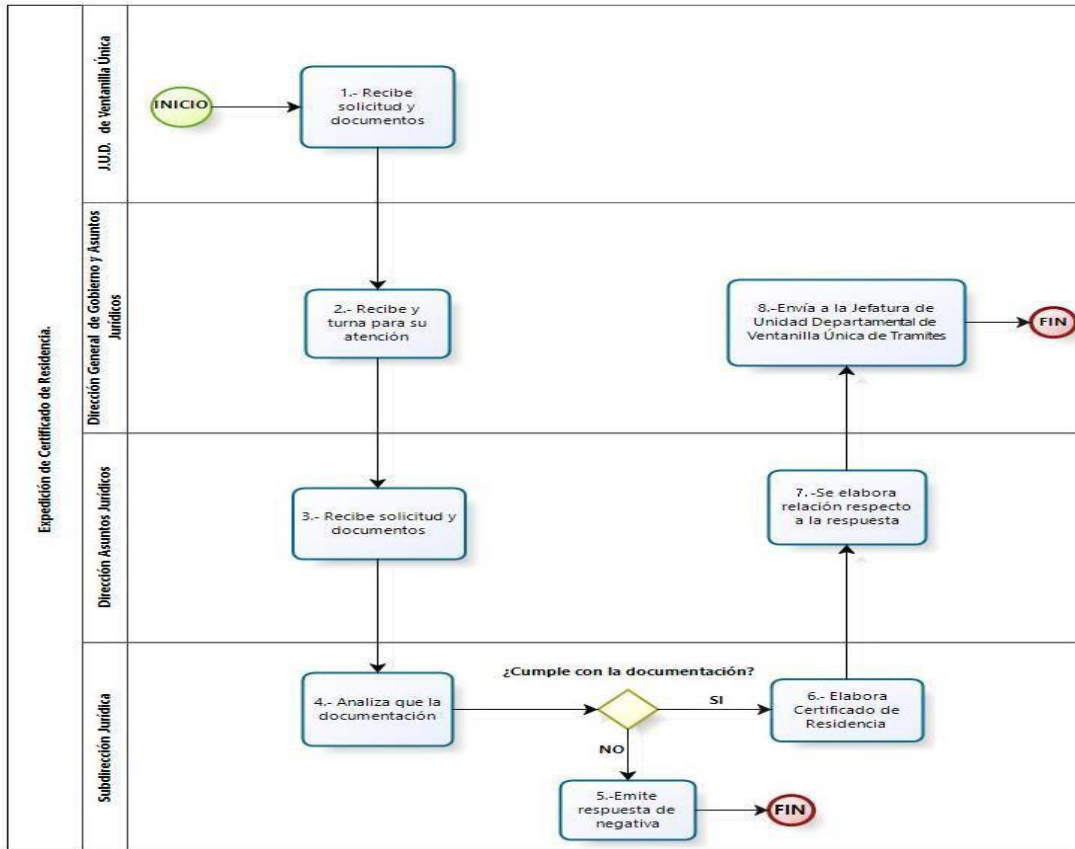 Expedición de Certificado de Residencia.
J.U.D. de Ventanilla Única
INICIO
1.- Recibe
solicitud y
documentos
Dirección General de Gobierno y Asuntos
Jurídicos
2.- Recibe y
turna para su
atención
8.-Envía a la Jefatura de
Unidad Departamental de
Ventanilla Única de Tramites
FIN
Dirección Asuntos Jurídicos
3.- Recibe solicitud y
documentos
7.-Se elabora
relación respecto
a la respuesta
Subdirección Jurídica
4.- Analiza que la
documentación
¿Cumple con la documentación?
SI
6.- Elabora
Certificado de
Residencia
NO
5.-Emite
respuesta de
negativa
FIN